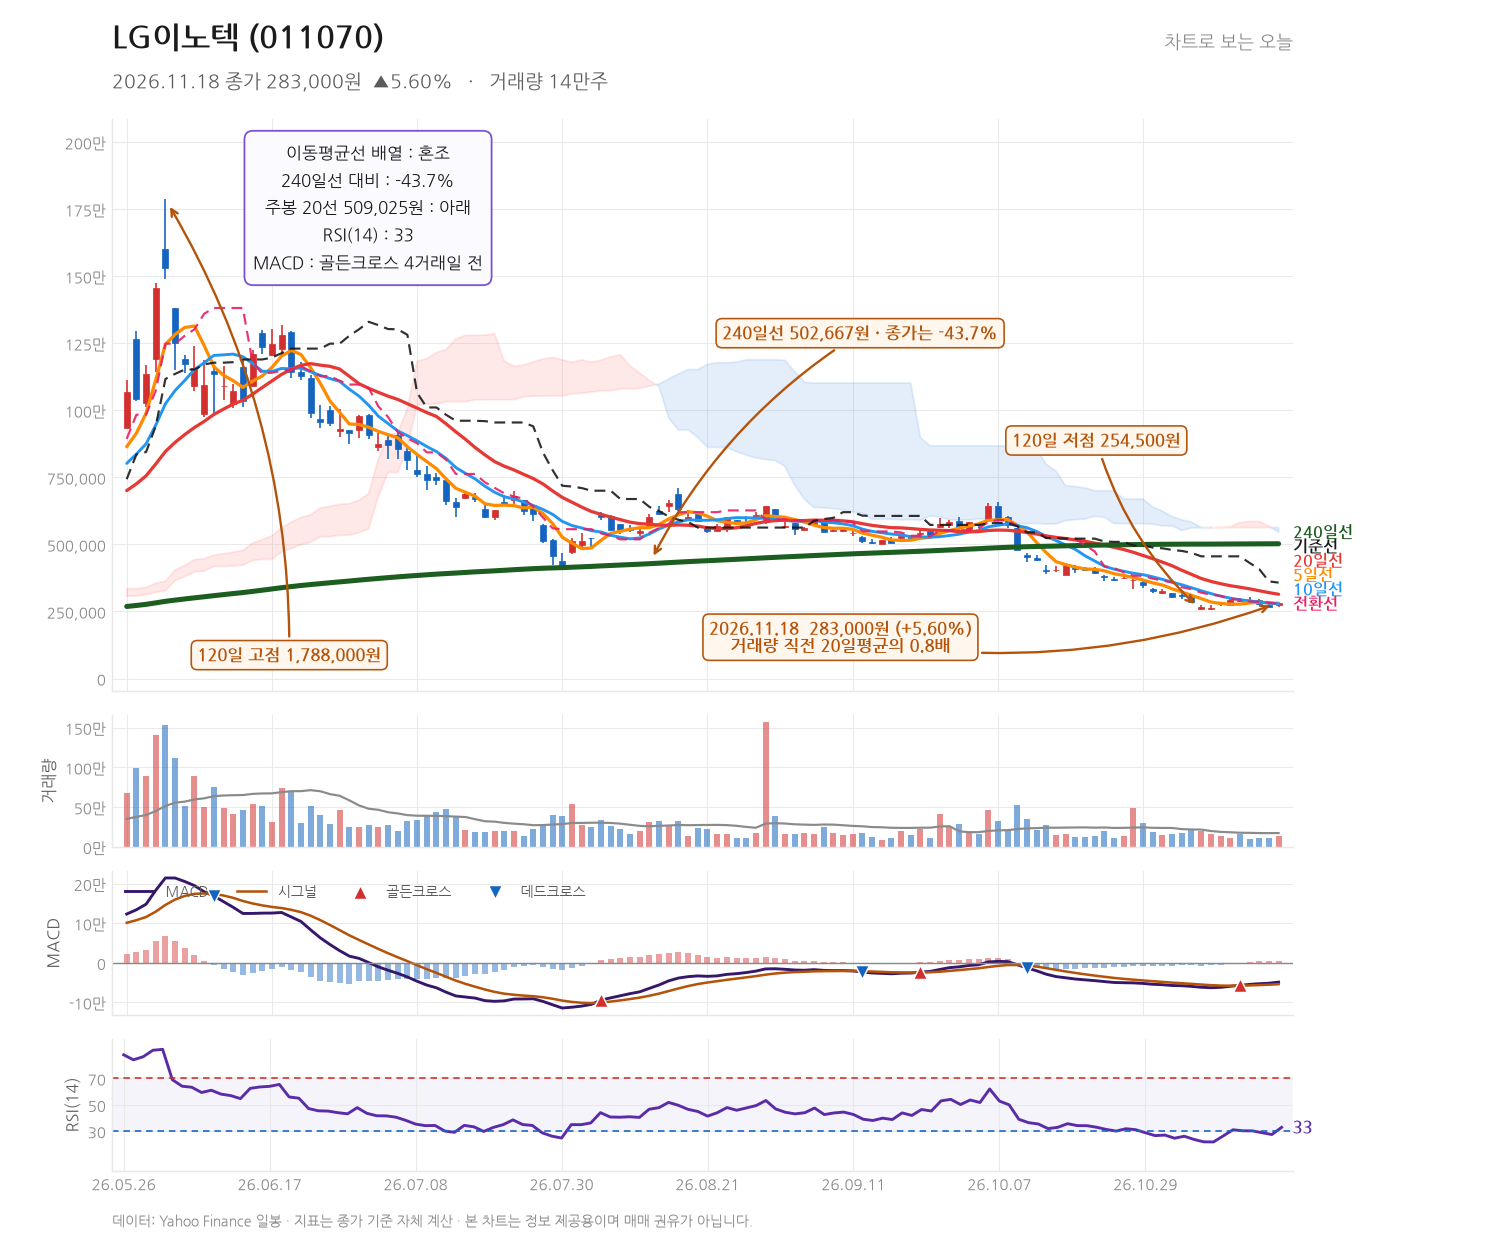 LG이노텍 (011070)
차트로 보는 오늘
2026.11.18 종가 283,000원 ▲5.60% · 거래량 14만주
200만
175만
150만
125만
100만
750,000
500,000
250,000
0
이동평균선 배열 : 혼조
240일선 대비 : -43.7%
주봉 20선 509,025원 : 아래
RSI(14) : 33
MACD : 골든크로스 4거래일 전
240일선 502,667원 · 종가는 -43.7%
120일 저점 254,500원
120일 고점 1,788,000원
2026.11.18 283,000원 (+5.60%)
거래량 직전 20일평균의 0.8배
240일선
기준선
20일선
5일선
10일선
전환선
거래량
150만
100만
50만
0만
MACD
20만
10만
0
-10만
MACD
시그널
골든크로스
데드크로스
RSI(14)
70
50
30
33
26.05.26
26.06.17
26.07.08
26.07.30
26.08.21
26.09.11
26.10.07
26.10.29
데이터: Yahoo Finance 일봉 · 지표는 종가 기준 자체 계산 · 본 차트는 정보 제공용이며 매매 권유가 아닙니다.